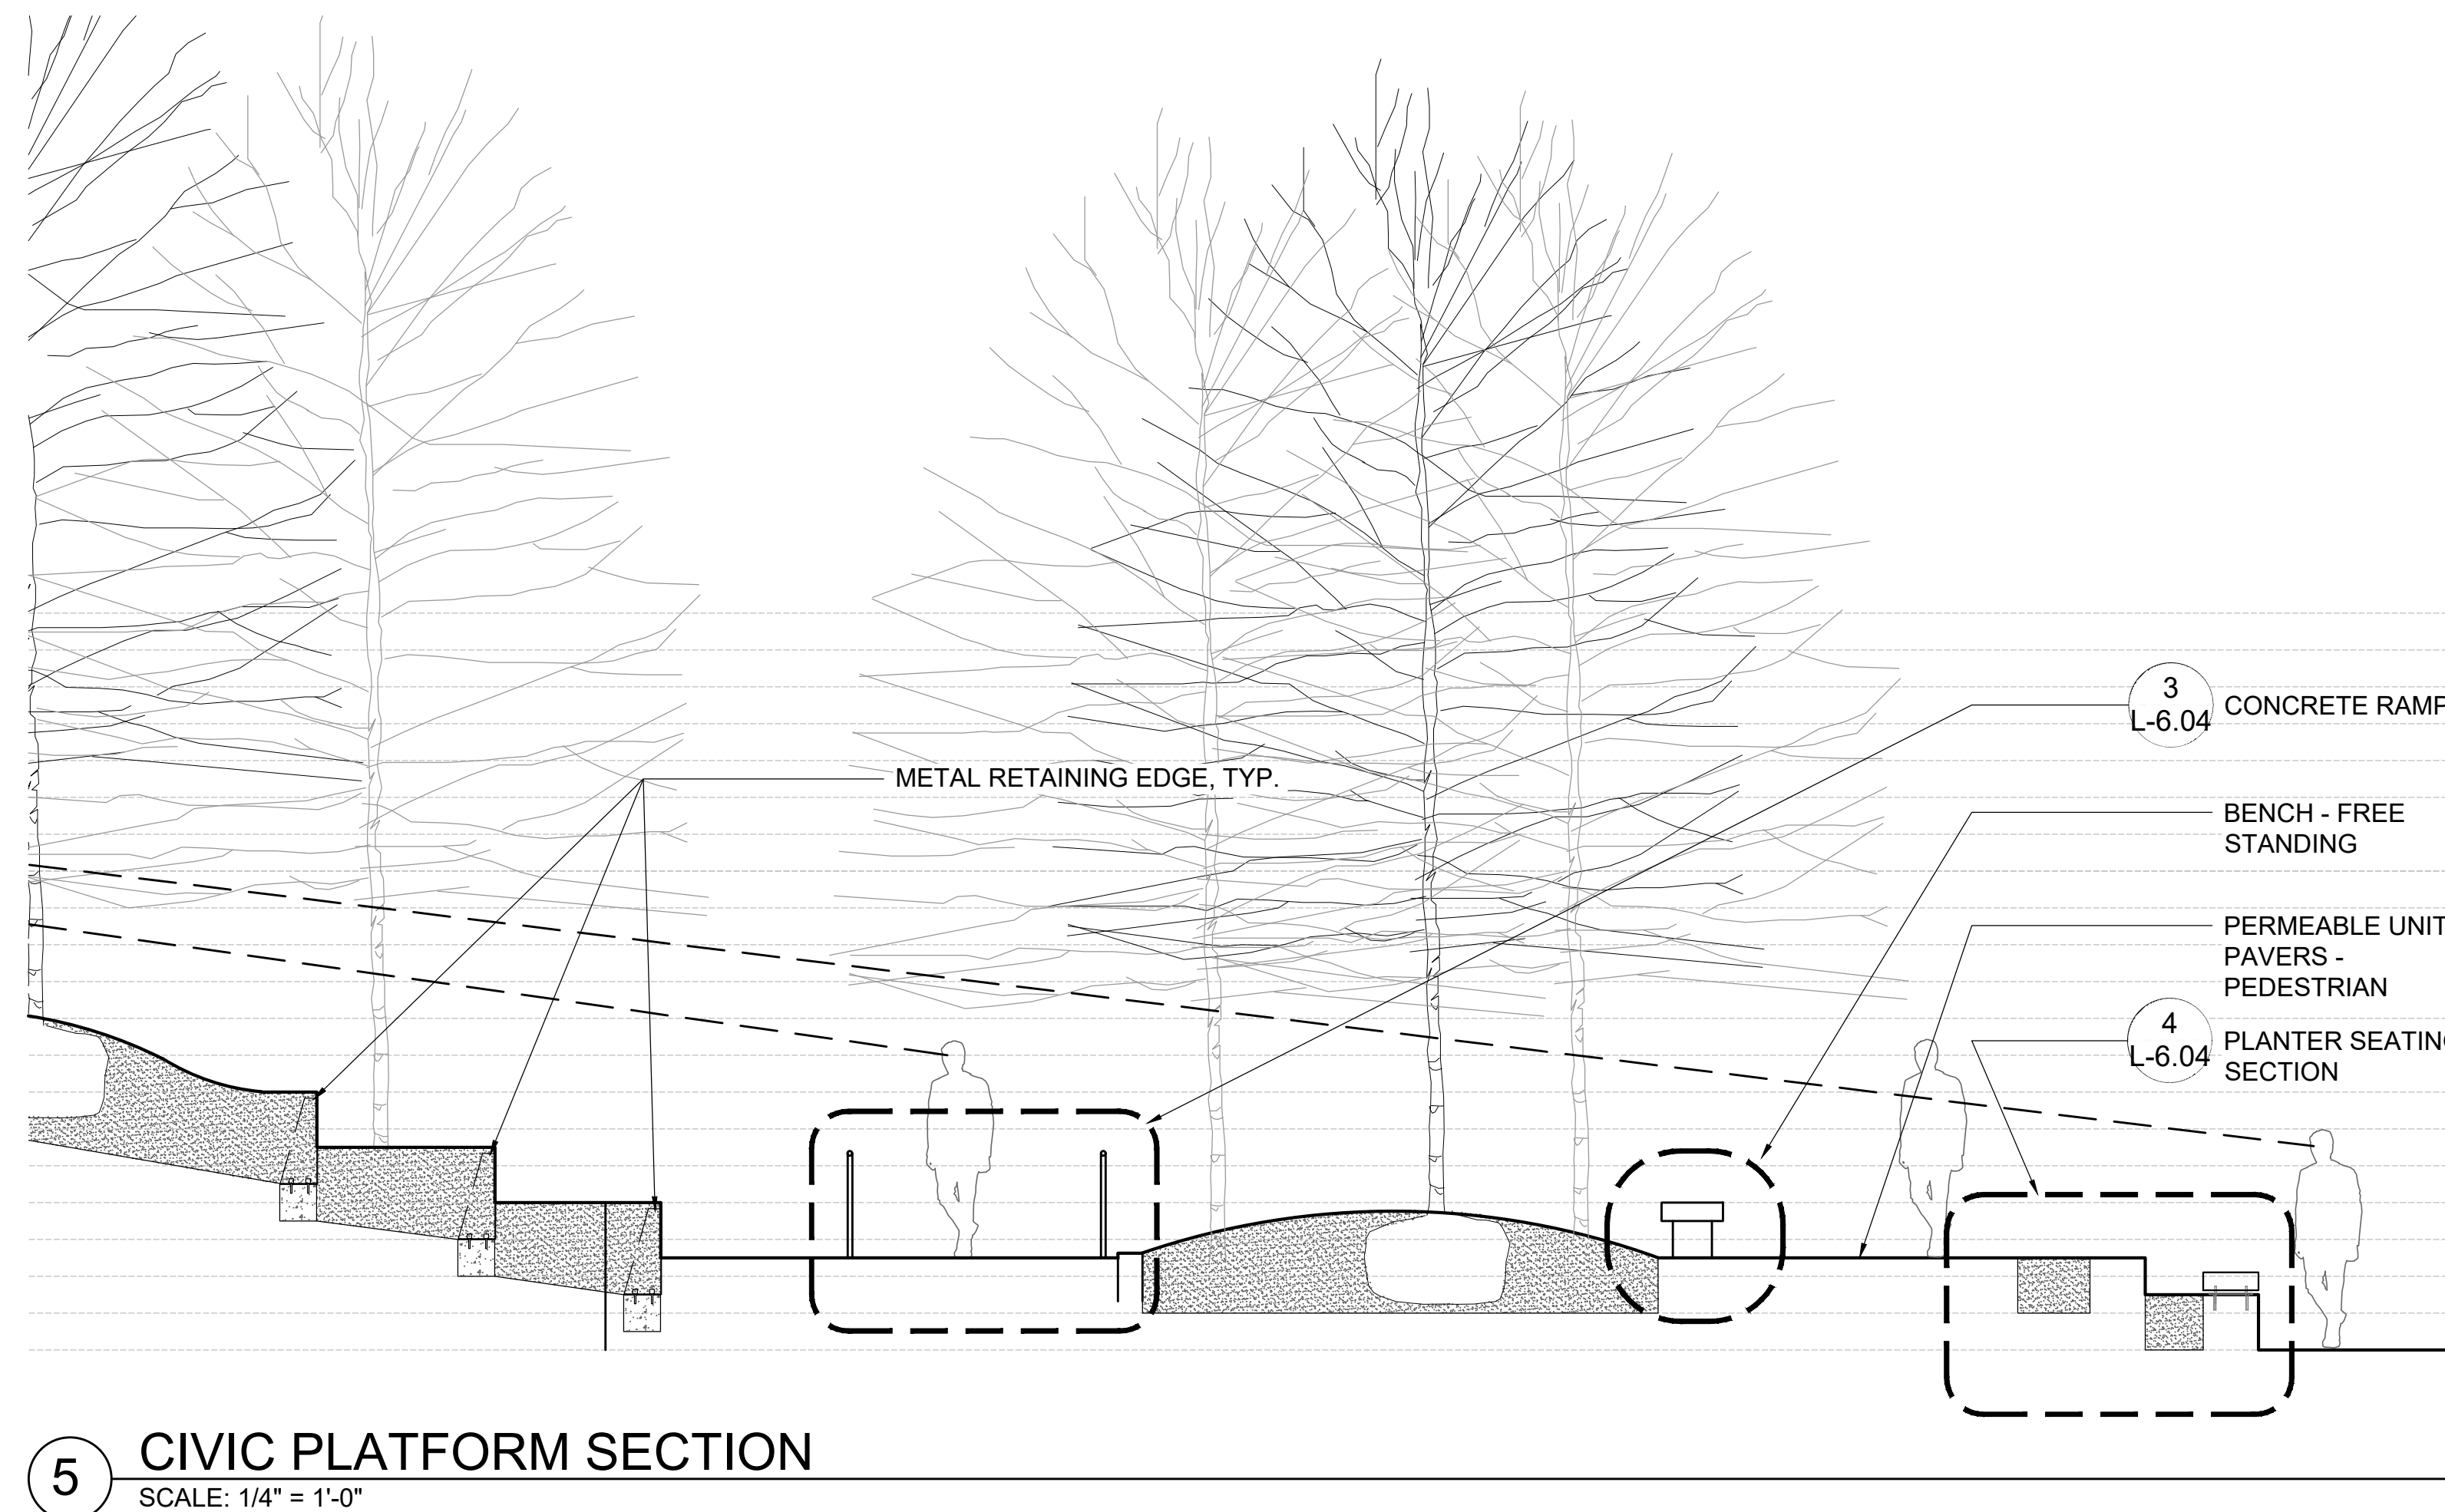 3
L-6.04
CONCRETE RAMP
METAL RETAINING EDGE, TYP.
BENCH - FREE
STANDING
PERMEABLE UNIT
PAVERS -
PEDESTRIAN
4
L-6.04
PLANTER SEATING
SECTION
5
CIVIC PLATFORM SECTION
SCALE: 1/4" = 1'-0"